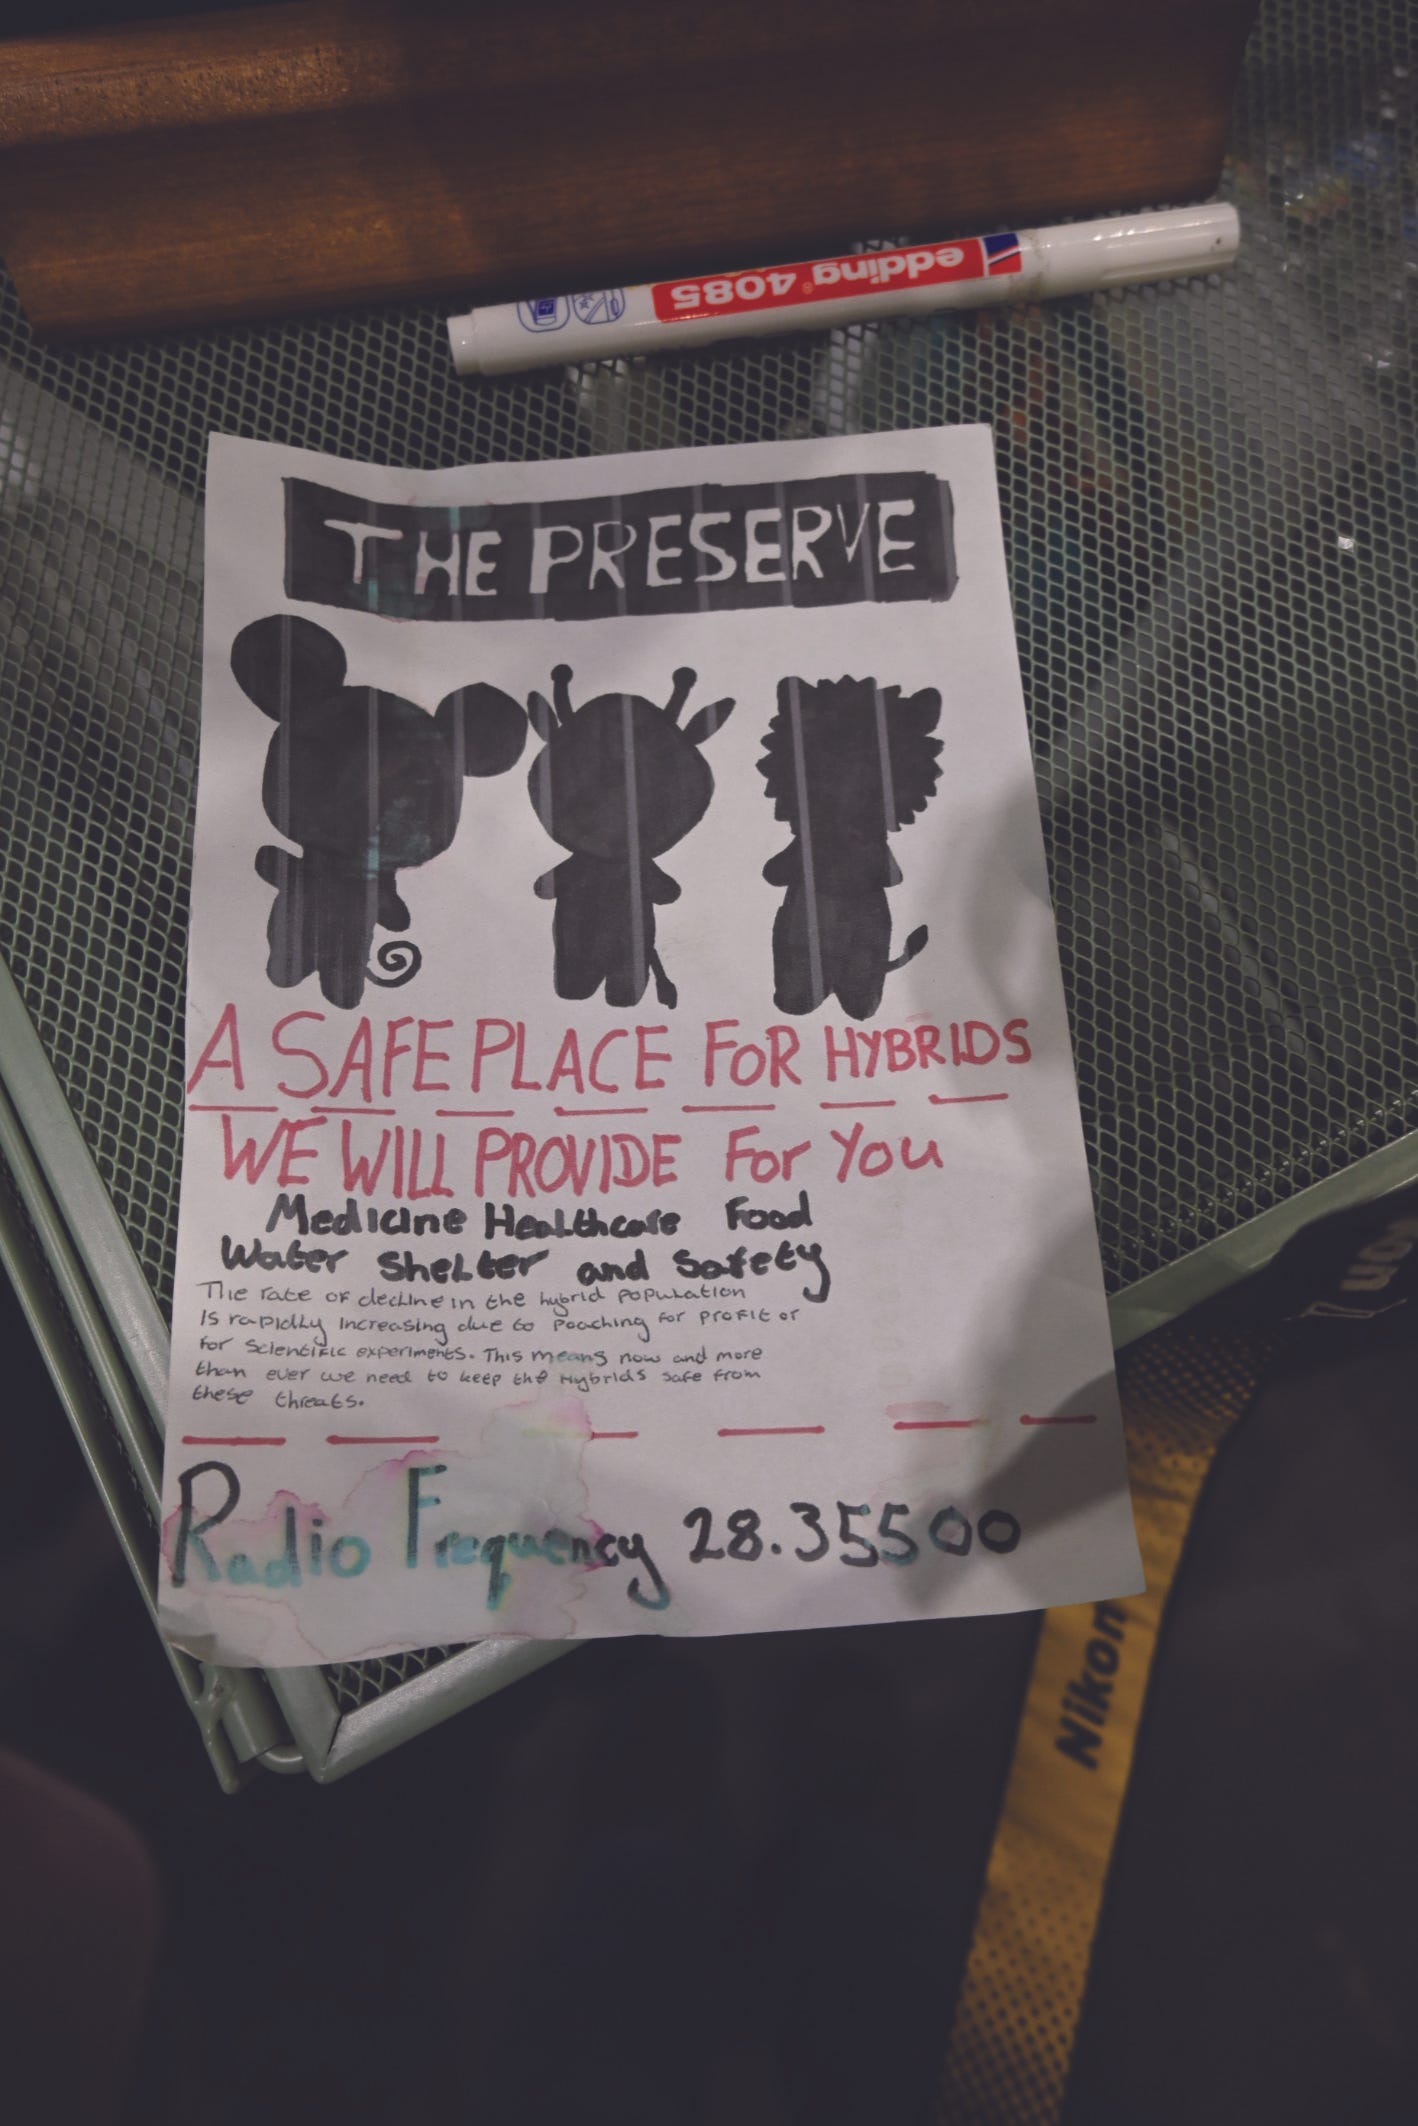 edding 4085
THE PRESERVE
A SAFE PLACE FOR HYBRIDS
WE WILL PROVIDE For You
Medicine Healthcare Food
Water Shelter and Safety
The rate of decline in the hybrid population
Is rapidly increasing due to poaching for profit or
for Scientific experiments. This means now and more
than ever we need to keep the Hybrids safe from
these threats.
Radio Frequency 28.35500
Nikon